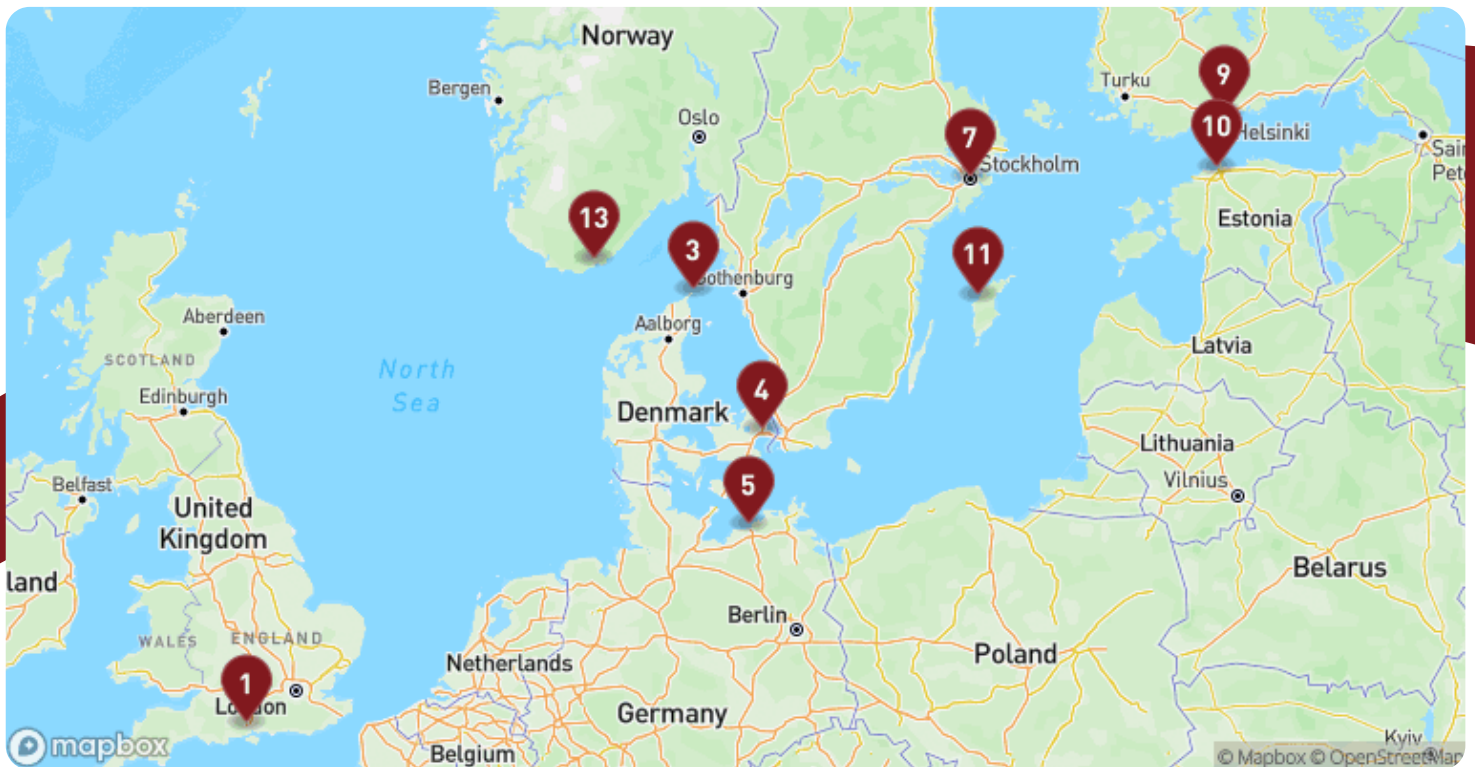 Norway
Bergen
Oslo
Turku
9
10
Helsinki
7
Stockholm
Sain
Pete
Estonia
13
3
Gothenburg
11
Aberdeen
Aalborg
SCOTLAND
North
Sea
Latvia
Edinburgh
4
Denmark
Lithuania
Vilnius
Belfast
5
United
Kingdom
land
Belarus
Berlin
WALES
ENGLAND
Netherlands
Poland
1
London
Germany
Belgium
Kyiv
mapbox
© Mapbox © OpenStreetMap